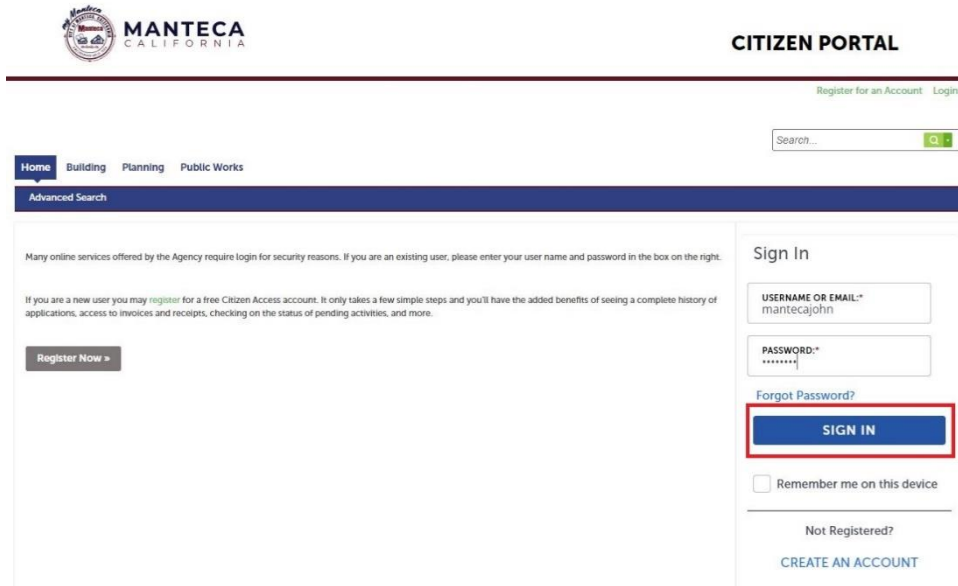 MANTECA
CALIFORNIA
CITIZEN PORTAL
Register for an Account Login
Search...
Home Building Planning Public Works
Advanced Search
Many online services offered by the Agency require login for security reasons. If you are an existing user, please enter your user name and password in the box on the right.
If you are a new user you may register for a free Citizen Access account. It only takes a few simple steps and you'll have the added benefits of seeing a complete history of
applications, access to invoices and receipts, checking on the status of pending activities, and more.
Register Now »
Sign In
USERNAME OR EMAIL:*
mantecajohn
PASSWORD:*
••••••••
Forgot Password?
SIGN IN
Remember me on this device
Not Registered?
CREATE AN ACCOUNT